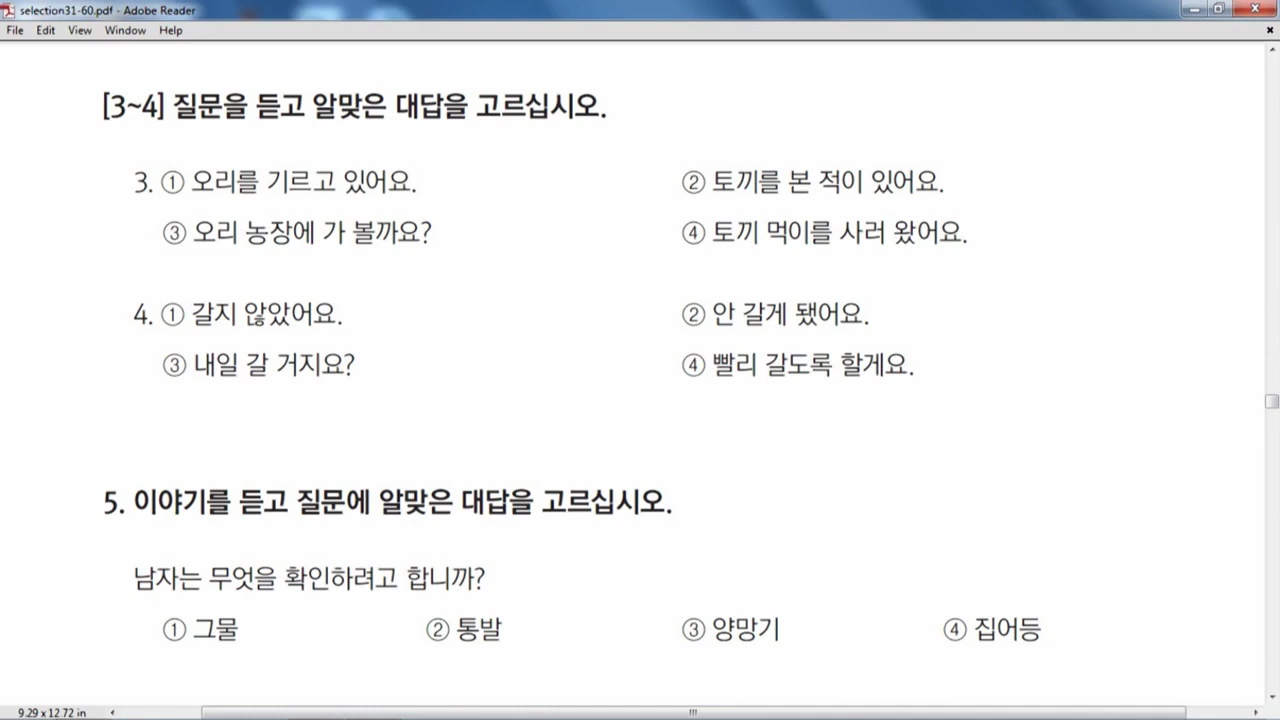 selection31-60.pdf - Adobe Reader
File Edit View Window Help
[3~4] 질문을 듣고 알맞은 대답을 고르십시오.
3. ① 오리를 기르고 있어요. ② 토끼를 본 적이 있어요.
③ 오리 농장에 가 볼까요? ④ 토끼 먹이를 사러 왔어요.
4. ① 갈지 않았어요. ② 안 갈게 됐어요.
③ 내일 갈 거지요? ④ 빨리 갈도록 할게요.
5. 이야기를 듣고 질문에 알맞은 대답을 고르십시오.
남자는 무엇을 확인하려고 합니까?
① 그물 ② 통발 ③ 양망기 ④ 집어등
9.29 x 12.72 in